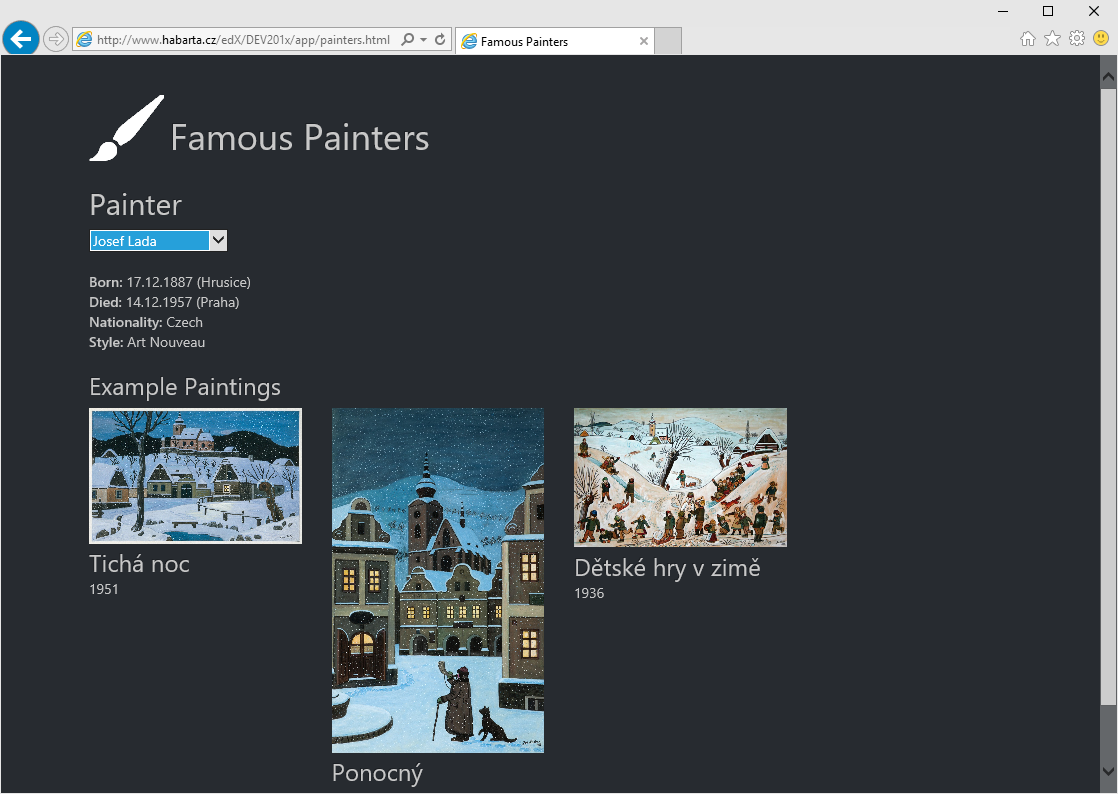 http://www.habarta.cz/edX/DEV201x/app/painters.html
Famous Painters
Famous Painters
Painter
Josef Lada
Born: 17.12.1887 (Hrusice)
Died: 14.12.1957 (Praha)
Nationality: Czech
Style: Art Nouveau
Example Paintings
Tichá noc
1951
Ponocný
Dětské hry v zimě
1936